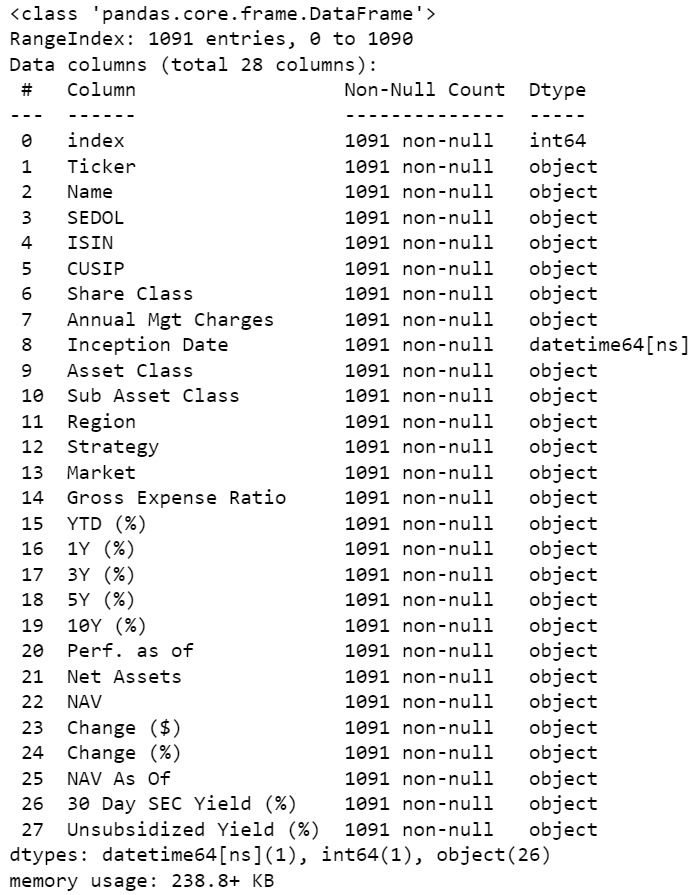 <class 'pandas.core.frame.DataFrame'>
RangeIndex: 1091 entries, 0 to 1090
Data columns (total 28 columns):
 #   Column                  Non-Null Count  Dtype
---  ------                  --------------  -----
 0   index                   1091 non-null   int64
 1   Ticker                  1091 non-null   object
 2   Name                    1091 non-null   object
 3   SEDOL                   1091 non-null   object
 4   ISIN                    1091 non-null   object
 5   CUSIP                   1091 non-null   object
 6   Share Class             1091 non-null   object
 7   Annual Mgt Charges      1091 non-null   object
 8   Inception Date          1091 non-null   datetime64[ns]
 9   Asset Class             1091 non-null   object
 10  Sub Asset Class         1091 non-null   object
 11  Region                  1091 non-null   object
 12  Strategy                1091 non-null   object
 13  Market                  1091 non-null   object
 14  Gross Expense Ratio     1091 non-null   object
 15  YTD (%)                 1091 non-null   object
 16  1Y (%)                  1091 non-null   object
 17  3Y (%)                  1091 non-null   object
 18  5Y (%)                  1091 non-null   object
 19  10Y (%)                 1091 non-null   object
 20  Perf. as of             1091 non-null   object
 21  Net Assets              1091 non-null   object
 22  NAV                     1091 non-null   object
 23  Change ($)              1091 non-null   object
 24  Change (%)              1091 non-null   object
 25  NAV As Of               1091 non-null   object
 26  30 Day SEC Yield (%)    1091 non-null   object
 27  Unsubsidized Yield (%)  1091 non-null   object
dtypes: datetime64[ns](1), int64(1), object(26)
memory usage: 238.8+ KB